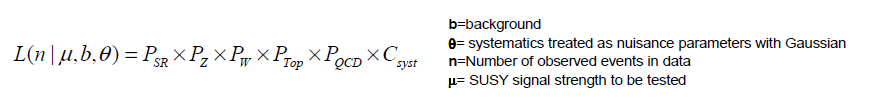 L(n | μ, b, θ) = P_SR × P_Z × P_W × P_Top × P_QCD × C_syst
b=background
θ= systematics treated as nuisance parameters with Gaussian
n=Number of observed events in data
μ= SUSY signal strength to be tested